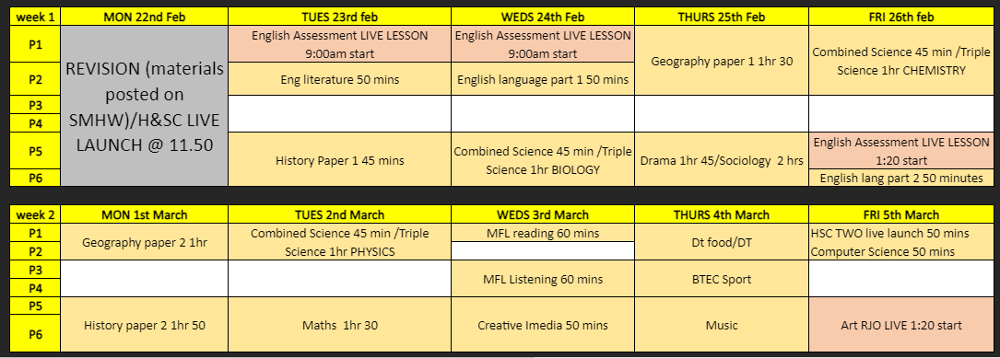 week 1 MON 22nd Feb TUES 23rd feb WEDS 24th Feb THURS 25th Feb FRI 26th feb
P1
P2
P3
P4
P5
P6
REVISION (materials
posted on
SMHW)/H&SC LIVE
LAUNCH @ 11.50
English Assessment LIVE LESSON
9:00am start
Eng literature 50 mins
History Paper 1 45 mins
English Assessment LIVE LESSON
9:00am start
English language part 1 50 mins
Combined Science 45 min /Triple
Science 1hr BIOLOGY
Geography paper 1 1hr 30
Drama 1hr 45/Sociology 2 hrs
Combined Science 45 min /Triple
Science 1hr CHEMISTRY
English Assessment LIVE LESSON
1:20 start
English lang part 2 50 minutes
week 2 MON 1st March TUES 2nd March WEDS 3rd March THURS 4th March FRI 5th March
P1
P2
P3
P4
P5
P6
Geography paper 2 1hr
History paper 2 1hr 50
Combined Science 45 min /Triple
Science 1hr PHYSICS
Maths 1hr 30
MFL reading 60 mins
MFL Listening 60 mins
Creative Imedia 50 mins
Dt food/DT
BTEC Sport
Music
HSC TWO live launch 50 mins
Computer Science 50 mins
Art RJO LIVE 1:20 start